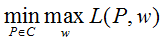 min max L(P, w)
P∈C w